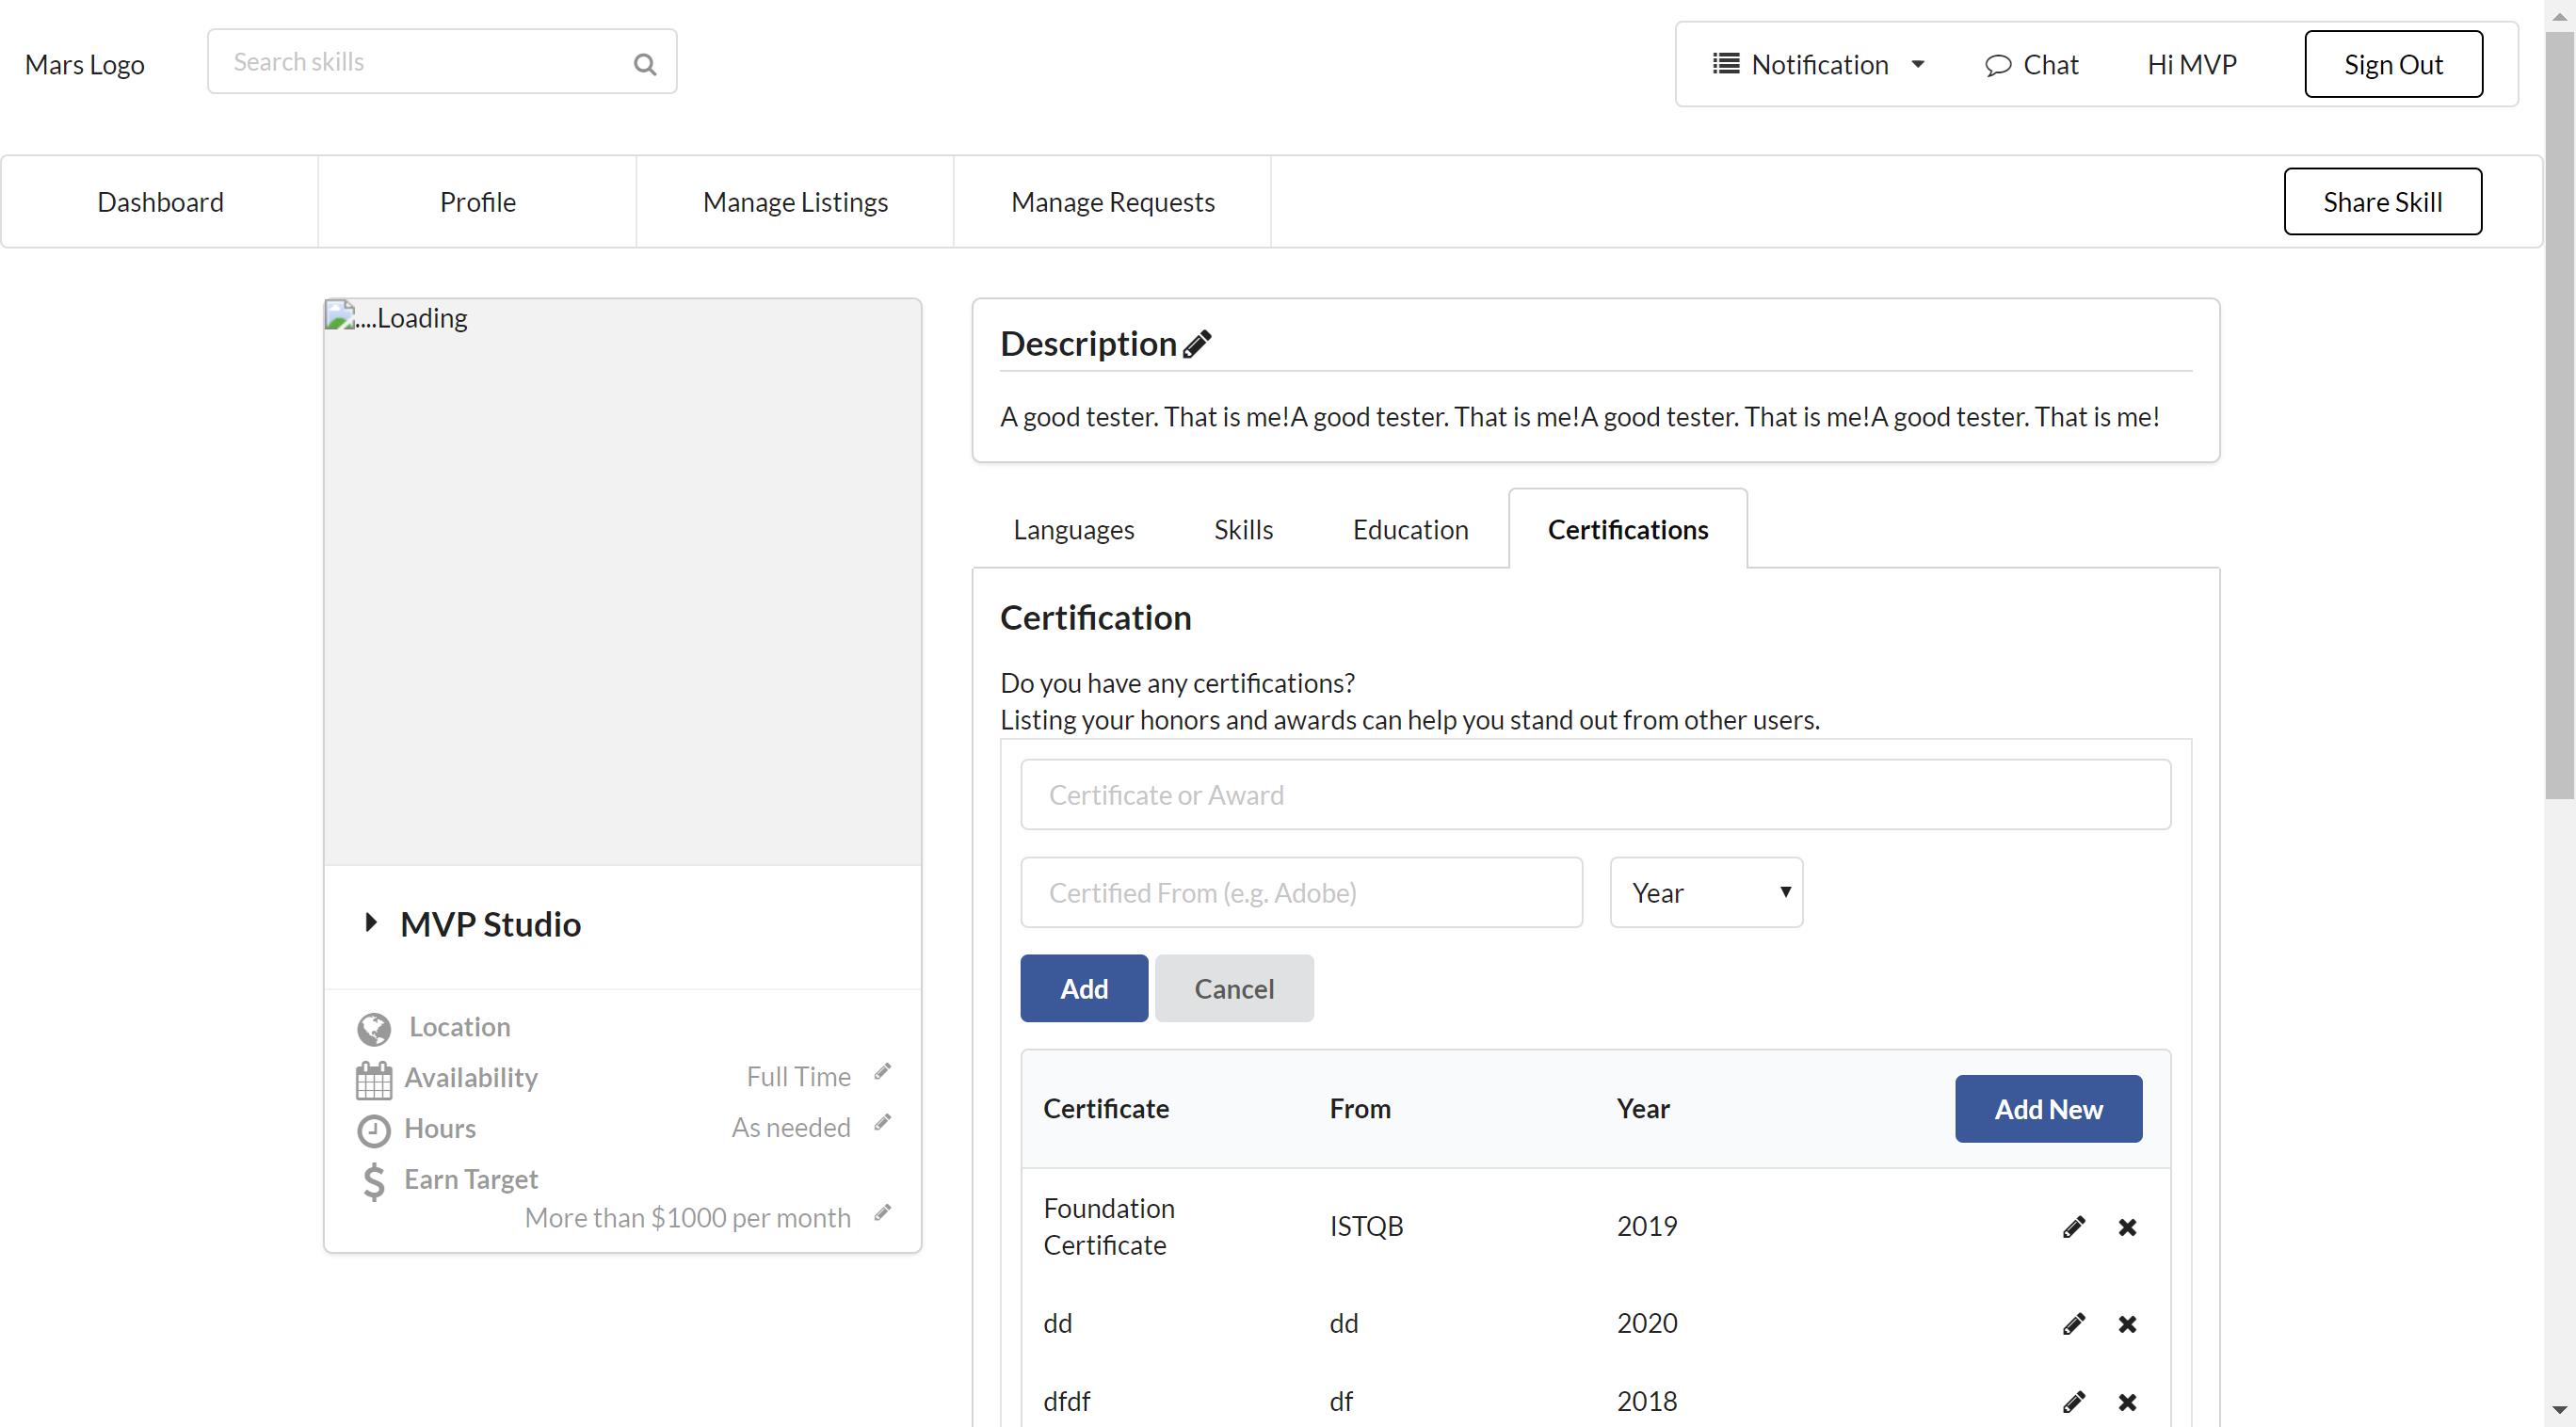 Mars Logo
Search skills
Notification
Chat
Hi MVP
Sign Out
Dashboard
Profile
Manage Listings
Manage Requests
Share Skill
....Loading
MVP Studio
Location
Availability
Full Time
Hours
As needed
Earn Target
More than $1000 per month
Description
A good tester. That is me!A good tester. That is me!A good tester. That is me!A good tester. That is me!
Languages
Skills
Education
Certifications
Certification
Do you have any certifications?
Listing your honors and awards can help you stand out from other users.
Certificate or Award
Certified From (e.g. Adobe)
Year
Add
Cancel
Certificate
From
Year
Add New
Foundation
Certificate
ISTQB
2019
dd
dd
2020
dfdf
df
2018